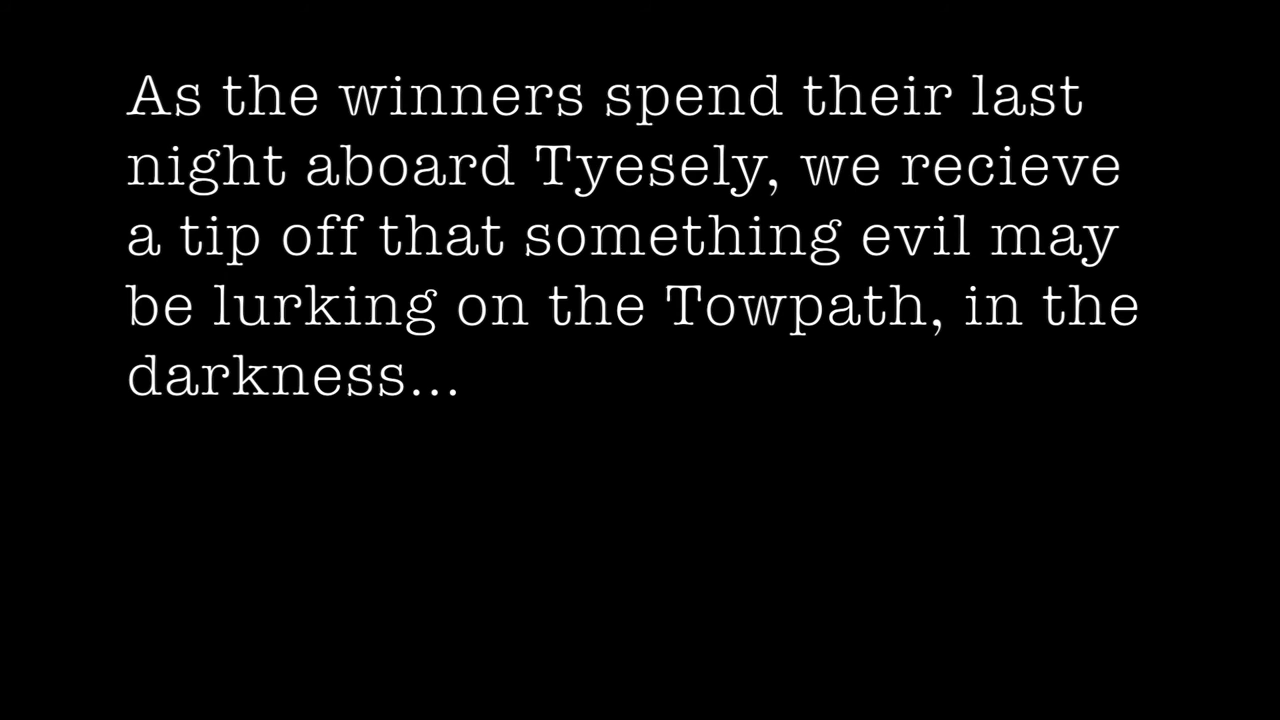 As the winners spend their last
night aboard Tyesely, we recieve
a tip off that something evil may
be lurking on the Towpath, in the
darkness...